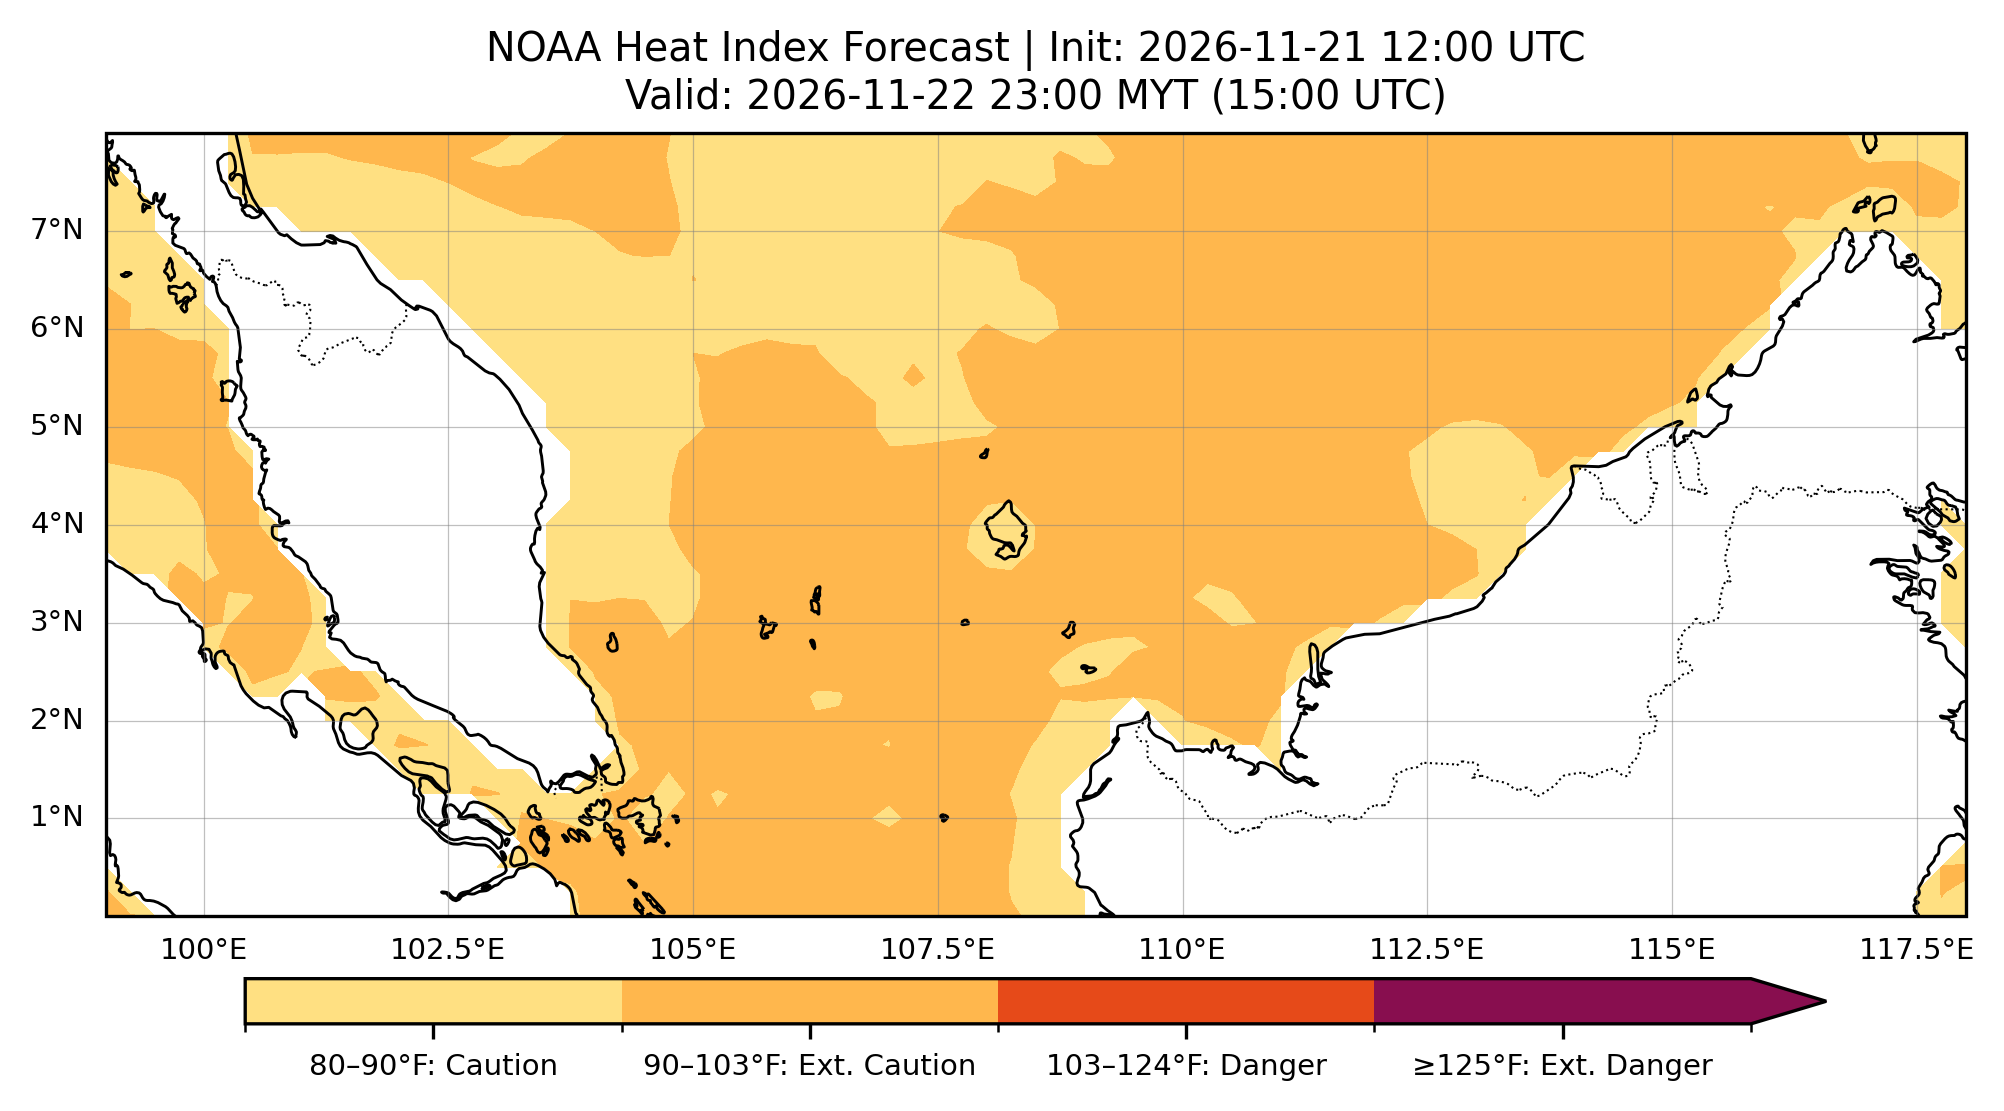 NOAA Heat Index Forecast | Init: 2026-11-21 12:00 UTC
Valid: 2026-11-22 23:00 MYT (15:00 UTC)
7°N
6°N
5°N
4°N
3°N
2°N
1°N
100°E 102.5°E 105°E 107.5°E 110°E 112.5°E 115°E 117.5°E
80–90°F: Caution 90–103°F: Ext. Caution 103–124°F: Danger ≥125°F: Ext. Danger